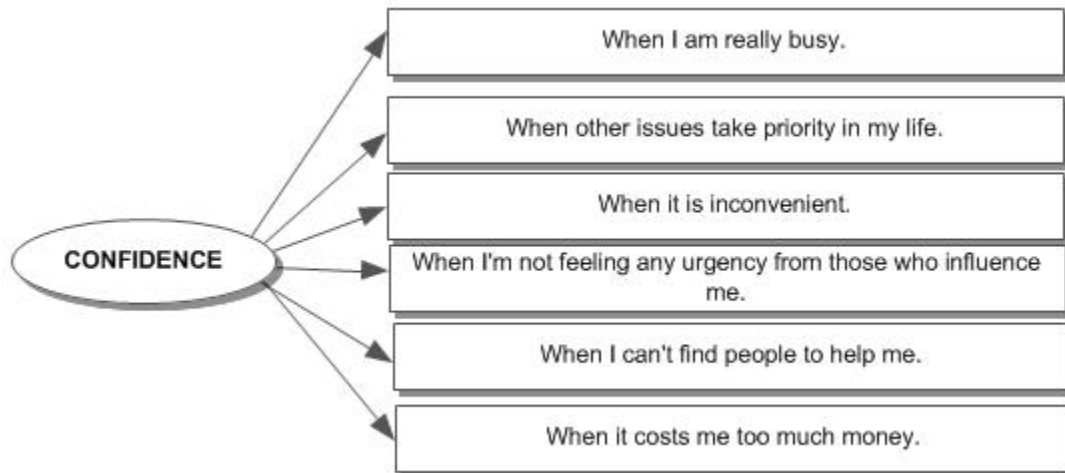 When I am really busy.
When other issues take priority in my life.
When it is inconvenient.
CONFIDENCE
When I'm not feeling any urgency from those who influence
me.
When I can't find people to help me.
When it costs me too much money.